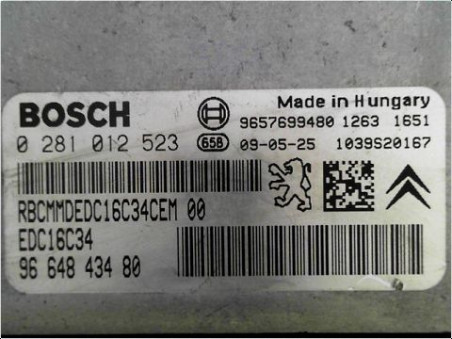 BOSCH
Made in Hungary
9657699480 1263 1651
0 281 012 523 658 09-05-25 1039S20167
RBCMMDEDC16C34CEM 00
EDC16C34
96 648 434 80